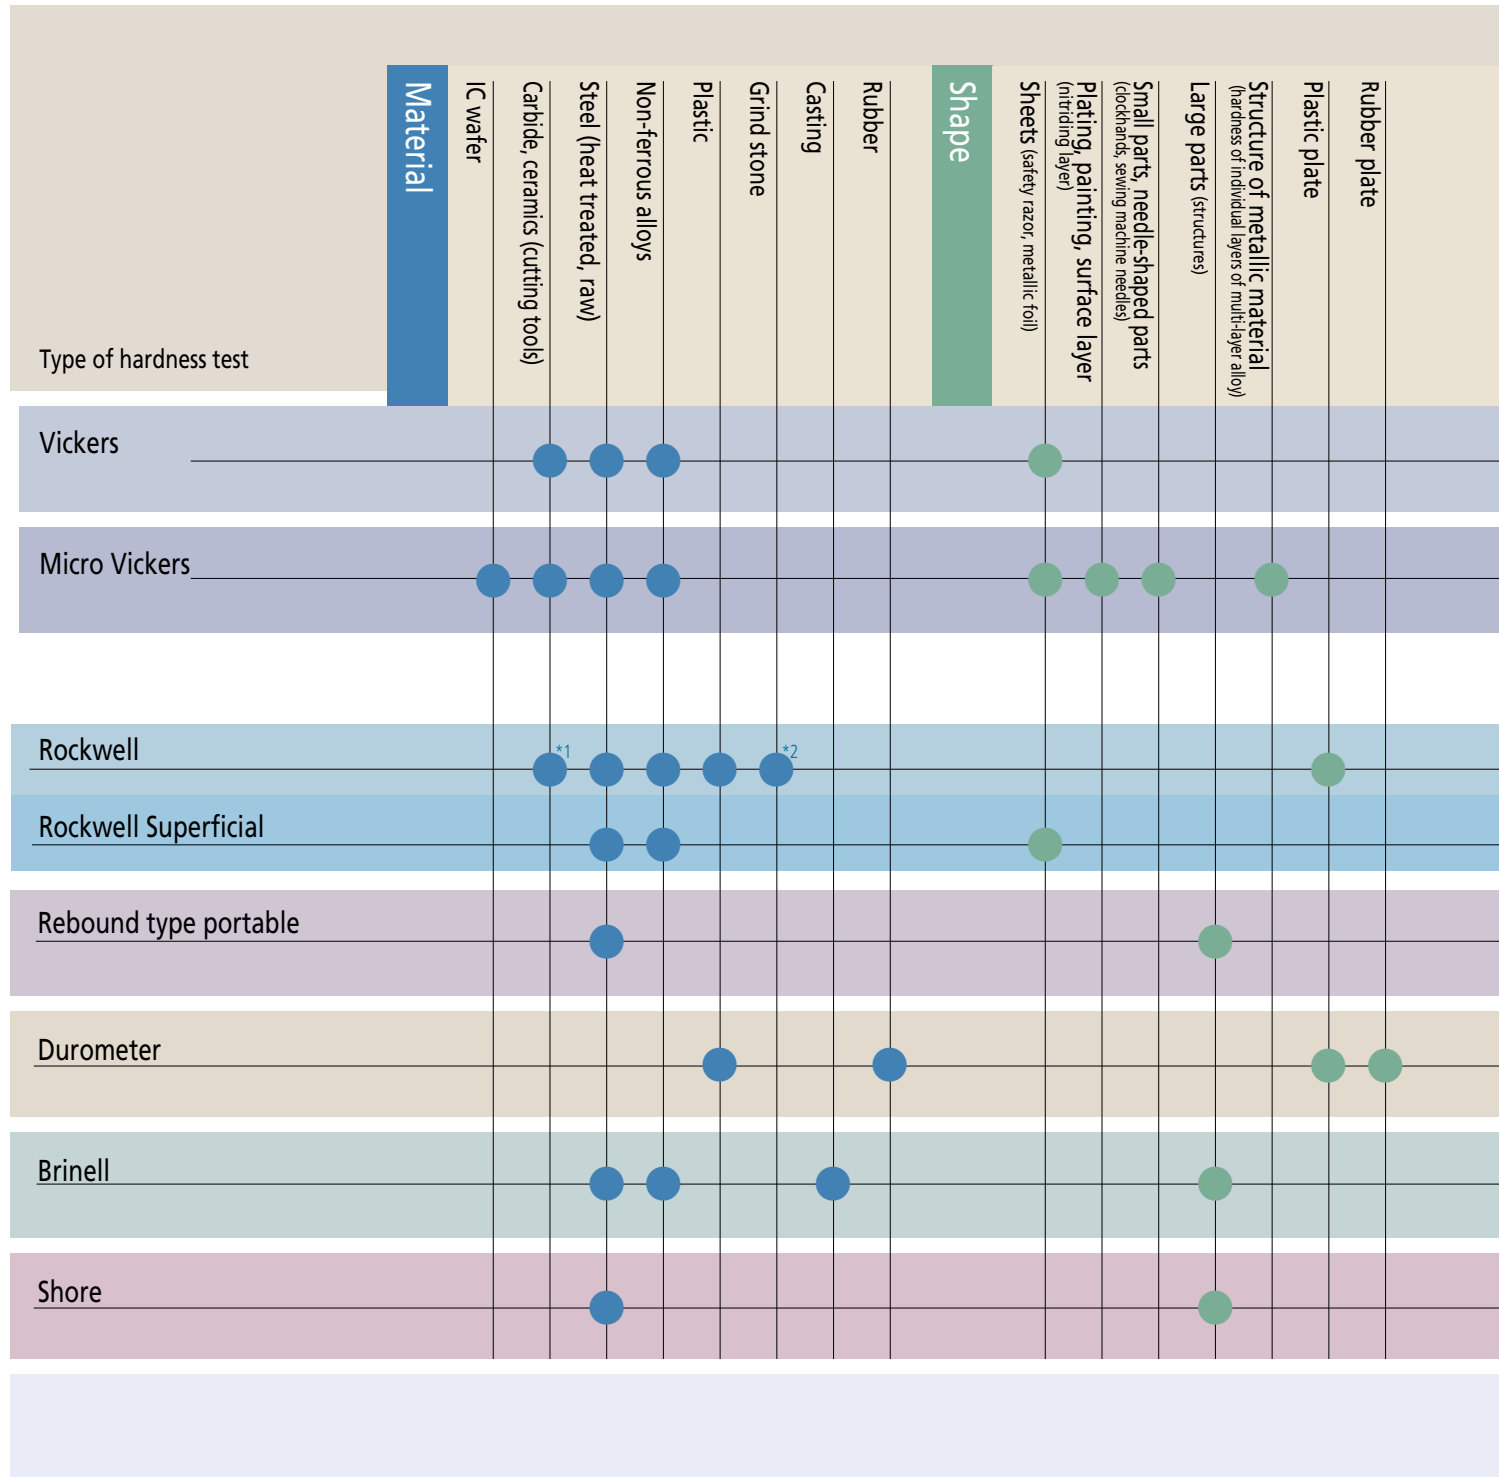 Material
IC wafer
Carbide, ceramics (cutting tools)
Steel (heat treated, raw)
Non-ferrous alloys
Plastic
Grind stone
Casting
Rubber
Shape
Sheets (safety razor, metallic foil)
Plating, painting, surface layer
(nitriding layer)
Small parts, needle-shaped parts
(clockhands, sewing machine needles)
Large parts (structures)
Structure of metallic material
(hardness of individual layers of multi-layer alloy)
Plastic plate
Rubber plate
Type of hardness test
Vickers
Micro Vickers
Rockwell
*1
*2
Rockwell Superficial
Rebound type portable
Durometer
Brinell
Shore